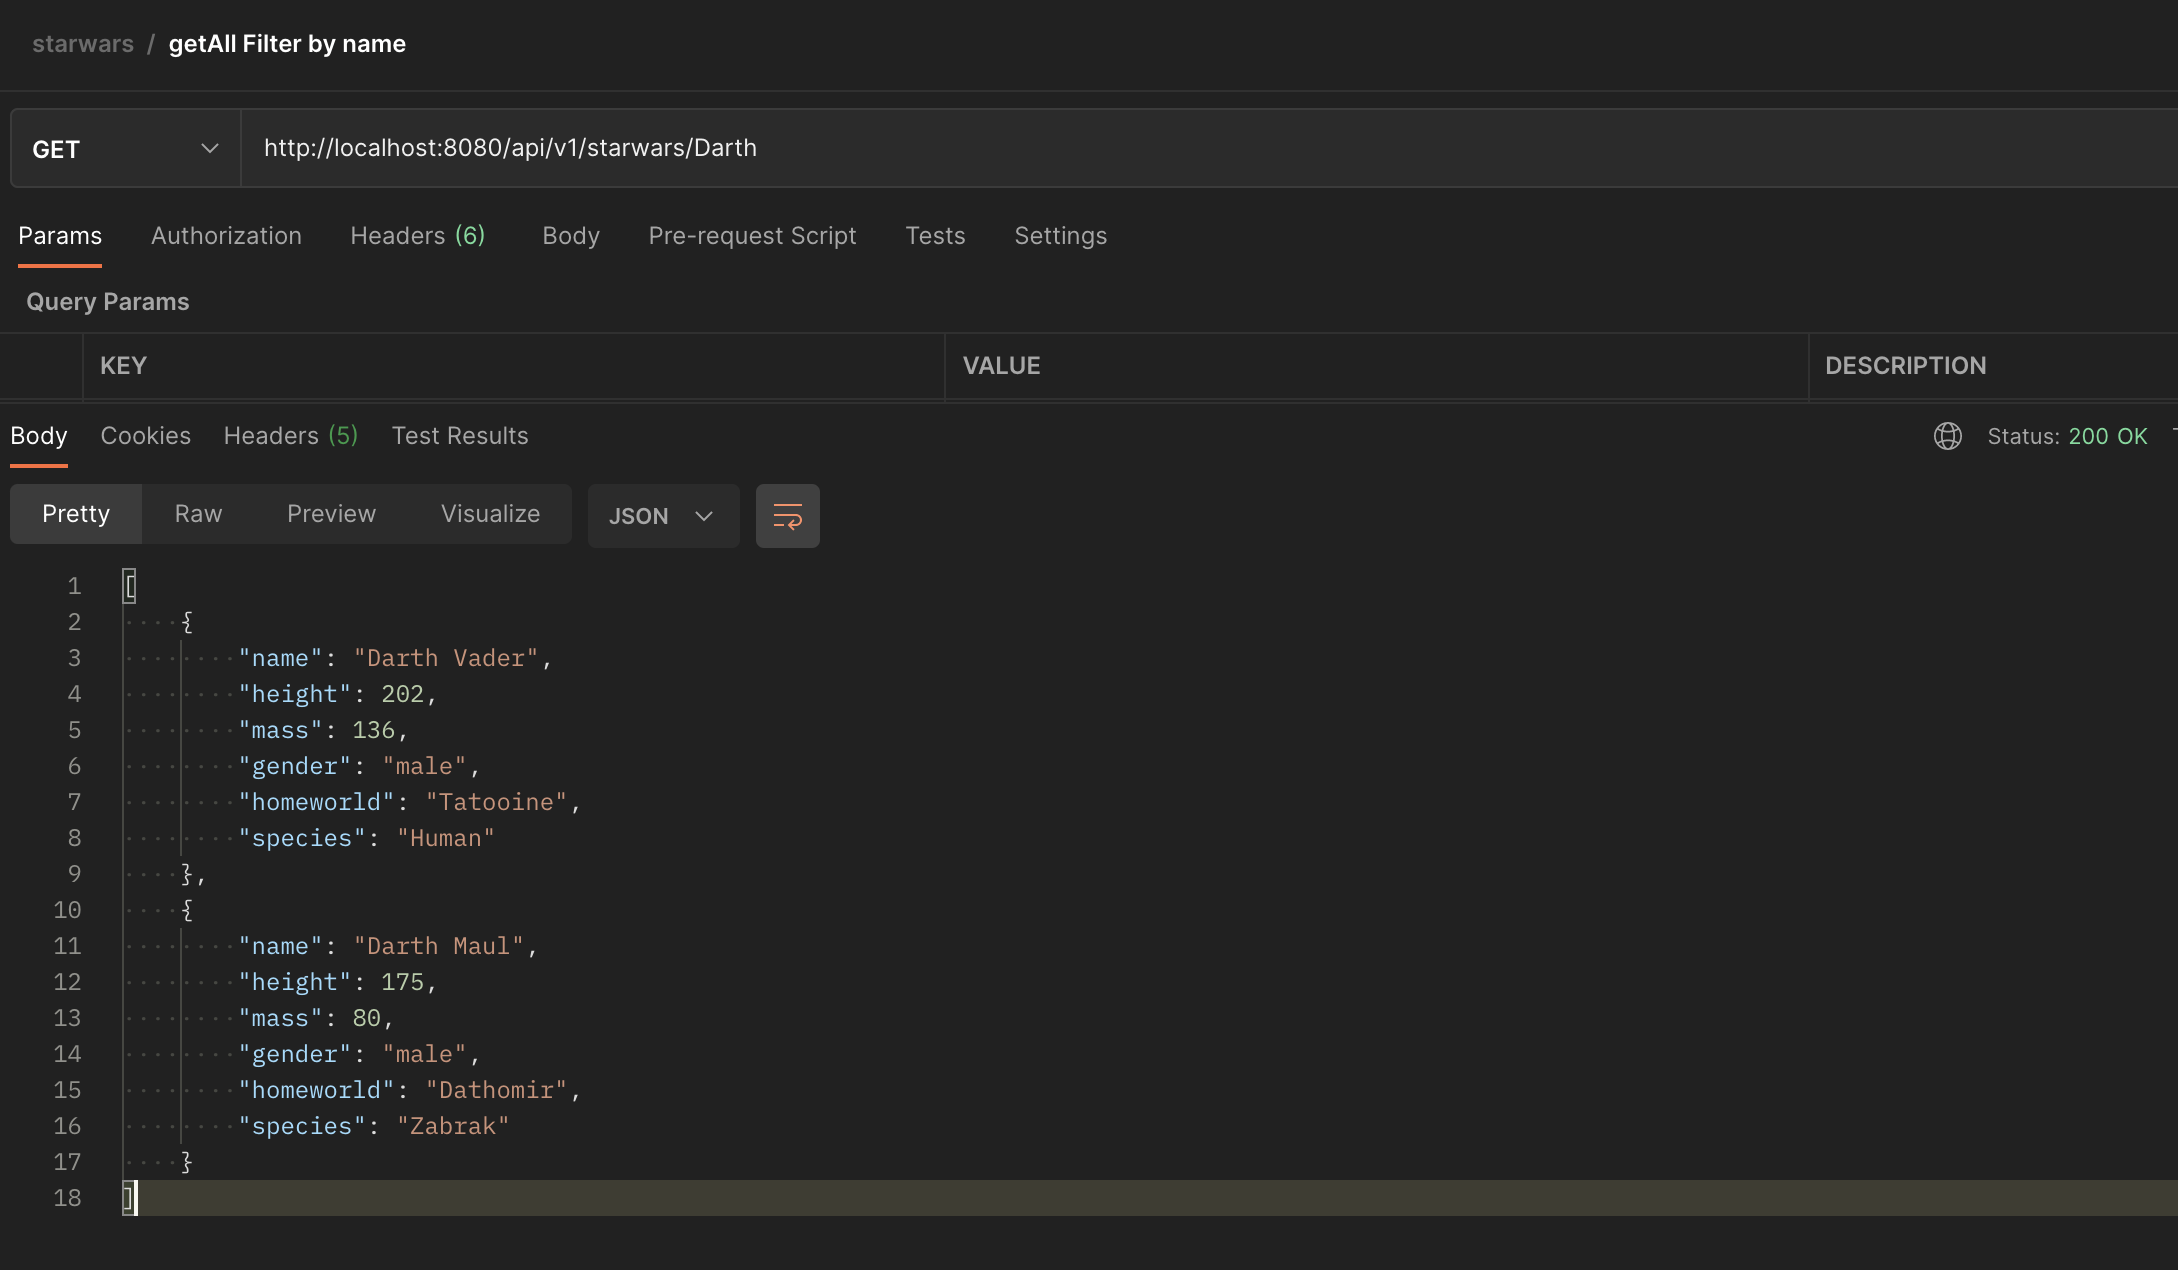 starwars / getAll Filter by name
GET http://localhost:8080/api/v1/starwars/Darth
Params Authorization Headers (6) Body Pre-request Script Tests Settings
Query Params
KEY VALUE DESCRIPTION
Body Cookies Headers (5) Test Results Status: 200 OK
Pretty Raw Preview Visualize JSON
1 [
2 {
3 "name": "Darth Vader",
4 "height": 202,
5 "mass": 136,
6 "gender": "male",
7 "homeworld": "Tatooine",
8 "species": "Human"
9 },
10 {
11 "name": "Darth Maul",
12 "height": 175,
13 "mass": 80,
14 "gender": "male",
15 "homeworld": "Dathomir",
16 "species": "Zabrak"
17 }
18 ]